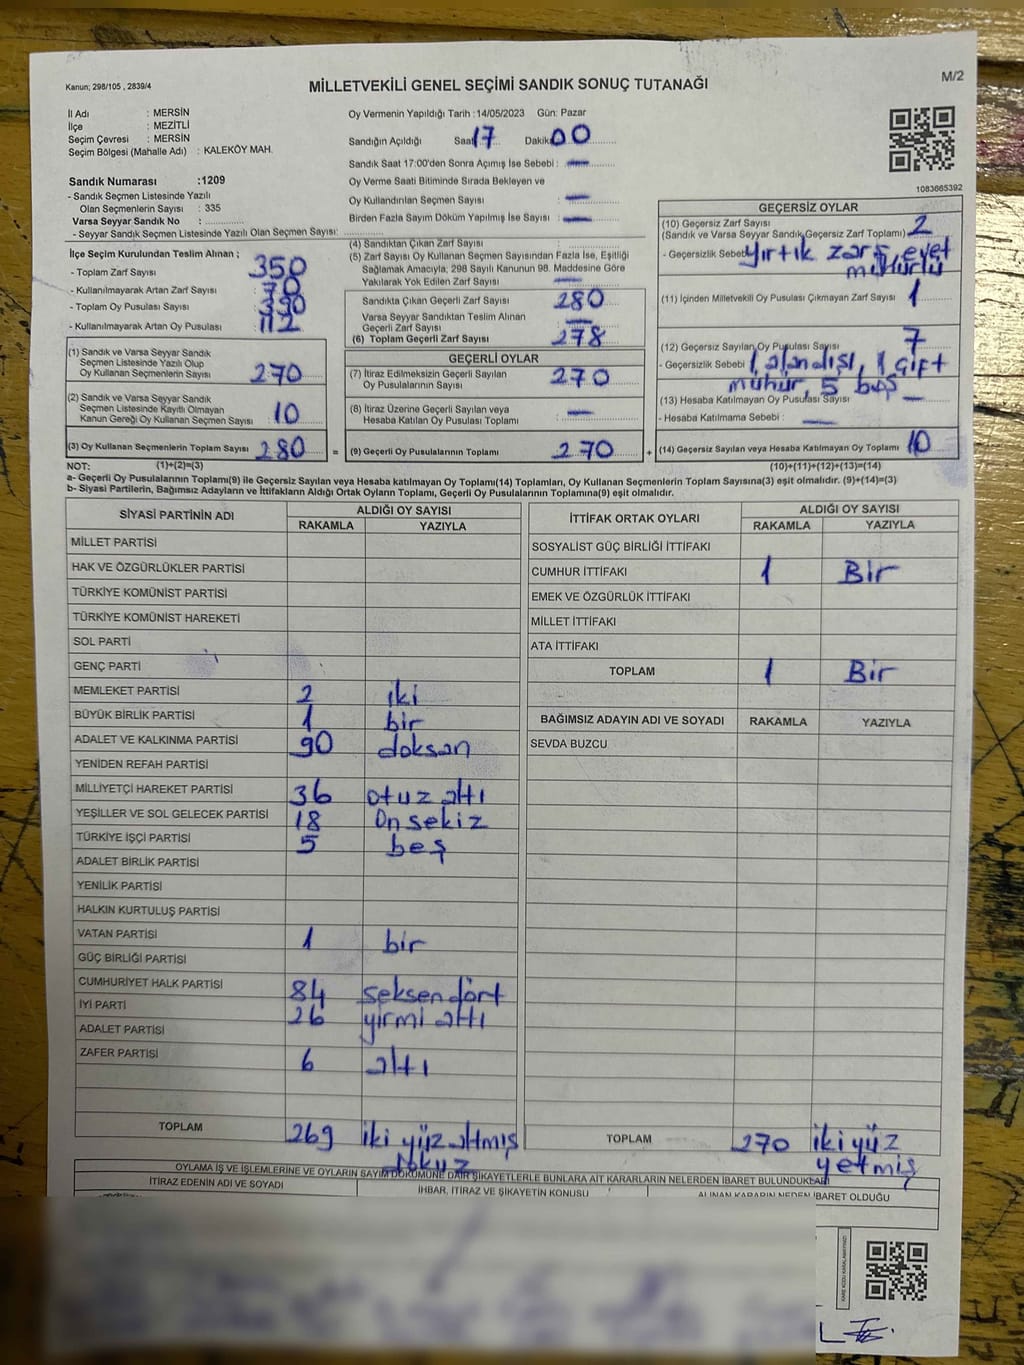 Kanun; 298/105 , 2839/4
MİLLETVEKİLİ GENEL SEÇİMİ SANDIK SONUÇ TUTANAĞI
M/2
İl Adı : MERSİN
İlçe : MEZİTLİ
Seçim Çevresi : MERSİN
Seçim Bölgesi (Mahalle Adı) : KALEKÖY MAH.
Sandık Numarası :1209
- Sandık Seçmen Listesinde Yazılı
Olan Seçmenlerin Sayısı : 335
Varsa Seyyar Sandık No :
- Seyyar Sandık Seçmen Listesinde Yazılı Olan Seçmen Sayısı:
Oy Vermenin Yapıldığı Tarih :14/05/2023 Gün: Pazar
Sandığın Açıldığı Saat 17 Dakika 00
Sandık Saat 17:00'den Sonra Açımış İse Sebebi : —
Oy Verme Saati Bitiminde Sırada Bekleyen ve
Oy Kullandırılan Seçmen Sayısı : —
Birden Fazla Sayım Döküm Yapılmış İse Sayısı : —
1083665392
İlçe Seçim Kurulundan Teslim Alınan ;
- Toplam Zarf Sayısı : 350
- Kullanılmayarak Artan Zarf Sayısı : 70
- Toplam Oy Pusulası Sayısı : 390
- Kullanılmayarak Artan Oy Pusulası : 112
(1) Sandık ve Varsa Seyyar Sandık
Seçmen Listesinde Yazılı Olup
Oy Kullanan Seçmenlerin Sayısı : 270
(2) Sandık ve Varsa Seyyar Sandık
Seçmen Listesinde Kayıtlı Olmayan
Kanun Gereği Oy Kullanan Seçmen Sayısı : 10
(3) Oy Kullanan Seçmenlerin Toplam Sayısı : 280
(4) Sandıktan Çıkan Zarf Sayısı :
(5) Zarf Sayısı Oy Kullanan Seçmen Sayısından Fazla İse, Eşitliği
Sağlamak Amacıyla, 298 Sayılı Kanunun 98. Maddesine Göre
Yakılarak Yok Edilen Zarf Sayısı : —
Sandıkta Çıkan Geçerli Zarf Sayısı : 280
Varsa Seyyar Sandıktan Teslim Alınan
Geçerli Zarf Sayısı : —
(6) Toplam Geçerli Zarf Sayısı : 278
GEÇERLİ OYLAR
(7) İtiraz Edilmeksizin Geçerli Sayılan
Oy Pusulalarının Sayısı : 270
(8) İtiraz Üzerine Geçerli Sayılan veya
Hesaba Katılan Oy Pusulaları Toplamı : —
= (9) Geçerli Oy Pusulalarının Toplamı : 270
GEÇERSİZ OYLAR
(10) Geçersiz Zarf Sayısı
(Sandık ve Varsa Seyyar Sandık Geçersiz Zarf Toplamı) : 2
- Geçersizlik Sebebi yırtık zarf, evet
mühürlü
(11) İçinden Milletvekili Oy Pusulası Çıkmayan Zarf Sayısı : 1
(12) Geçersiz Sayılan Oy Pusulası Sayısı : 7
- Geçersizlik Sebebi 1 alandışı, 1 çift
mühür, 5 boş
(13) Hesaba Katılmayan Oy Pusulası Sayısı : —
- Hesaba Katılmama Sebebi : —
+ (14) Geçersiz Sayılan veya Hesaba Katılmayan Oy Toplamı : 10
NOT: (1)+(2)=(3)
(10)+(11)+(12)+(13)=(14)
a- Geçerli Oy Pusulalarının Toplamı(9) ile Geçersiz Sayılan veya Hesaba katılmayan Oy Toplamı(14) Toplamları, Oy Kullanan Seçmenlerin Toplam Sayısına(3) eşit olmalıdır. (9)+(14)=(3)
b- Siyasi Partilerin, Bağımsız Adayların ve İttifakların Aldığı Ortak Oyların Toplamı, Geçerli Oy Pusulalarının Toplamına(9) eşit olmalıdır.
SİYASİ PARTİNİN ADI ALDIĞI OY SAYISI
RAKAMLA YAZIYLA
MİLLET PARTİSİ
HAK VE ÖZGÜRLÜKLER PARTİSİ
TÜRKİYE KOMÜNİST PARTİSİ
TÜRKİYE KOMÜNİST HAREKETİ
SOL PARTİ
GENÇ PARTİ
MEMLEKET PARTİSİ 2 iki
BÜYÜK BİRLİK PARTİSİ 1 bir
ADALET VE KALKINMA PARTİSİ 90 doksan
YENİDEN REFAH PARTİSİ
MİLLİYETÇİ HAREKET PARTİSİ 36 otuz altı
YEŞİLLER VE SOL GELECEK PARTİSİ 18 Onsekiz
TÜRKİYE İŞÇİ PARTİSİ 5 beş
ADALET BİRLİK PARTİSİ
YENİLİK PARTİSİ
HALKIN KURTULUŞ PARTİSİ
VATAN PARTİSİ 1 bir
GÜÇ BİRLİĞİ PARTİSİ
CUMHURİYET HALK PARTİSİ 84 seksendört
İYİ PARTİ 26 yirmi altı
ADALET PARTİSİ
ZAFER PARTİSİ 6 altı
TOPLAM 269 iki yüz altmış
dokuz
İTTİFAK ORTAK OYLARI ALDIĞI OY SAYISI
RAKAMLA YAZIYLA
SOSYALİST GÜÇ BİRLİĞİ İTTİFAKI
CUMHUR İTTİFAKI 1 Bir
EMEK VE ÖZGÜRLÜK İTTİFAKI
MİLLET İTTİFAKI
ATA İTTİFAKI
TOPLAM 1 Bir
BAĞIMSIZ ADAYIN ADI VE SOYADI RAKAMLA YAZIYLA
SEVDA BUZCU
TOPLAM 270 iki yüz
yetmiş
OYLAMA İŞ VE İŞLEMLERİNE VE OYLARIN SAYIM DÖKÜMÜNE DAİR ŞİKAYETLERLE BUNLARA AİT KARARLARIN NELERDEN İBARET BULUNDUKLARI
İTİRAZ EDENİN ADI VE SOYADI
İHBAR, İTİRAZ VE ŞİKAYETİN KONUSU
ALINAN KARARIN NEDEN İBARET OLDUĞU